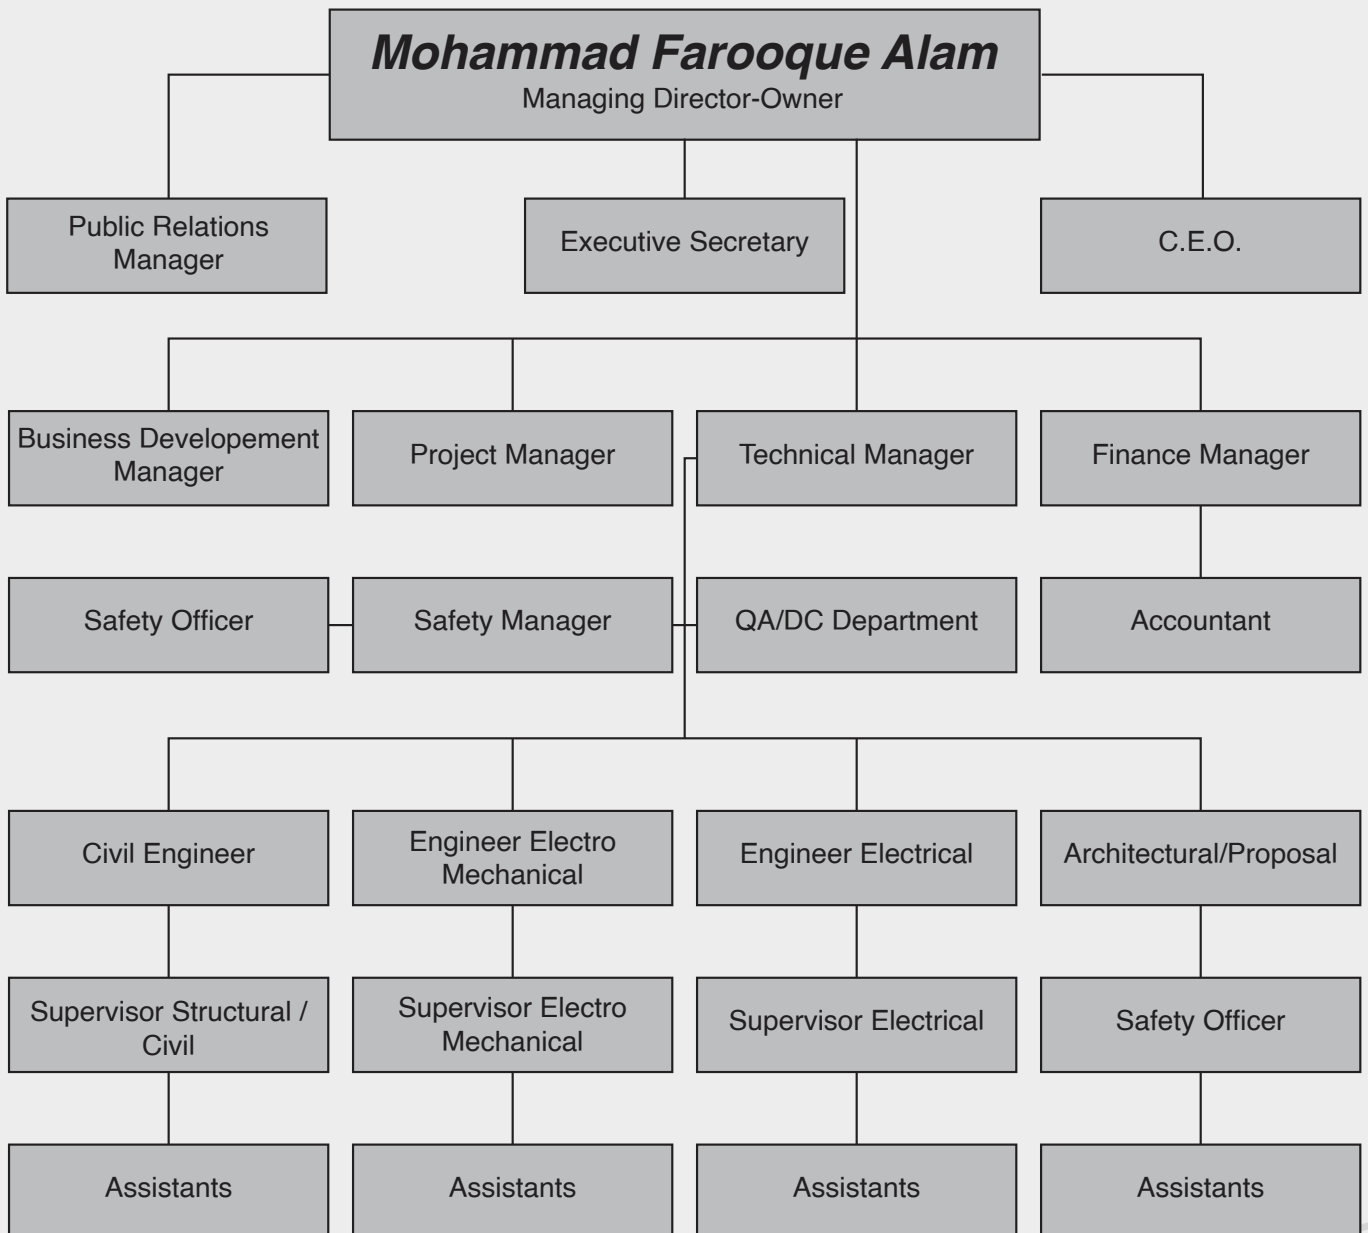 Mohammad Farooque Alam
Managing Director-Owner
Public Relations
Manager
Executive Secretary
C.E.O.
Business Developement
Manager
Project Manager
Technical Manager
Finance Manager
Safety Officer
Safety Manager
QA/DC Department
Accountant
Civil Engineer
Engineer Electro
Mechanical
Engineer Electrical
Architectural/Proposal
Supervisor Structural /
Civil
Supervisor Electro
Mechanical
Supervisor Electrical
Safety Officer
Assistants
Assistants
Assistants
Assistants